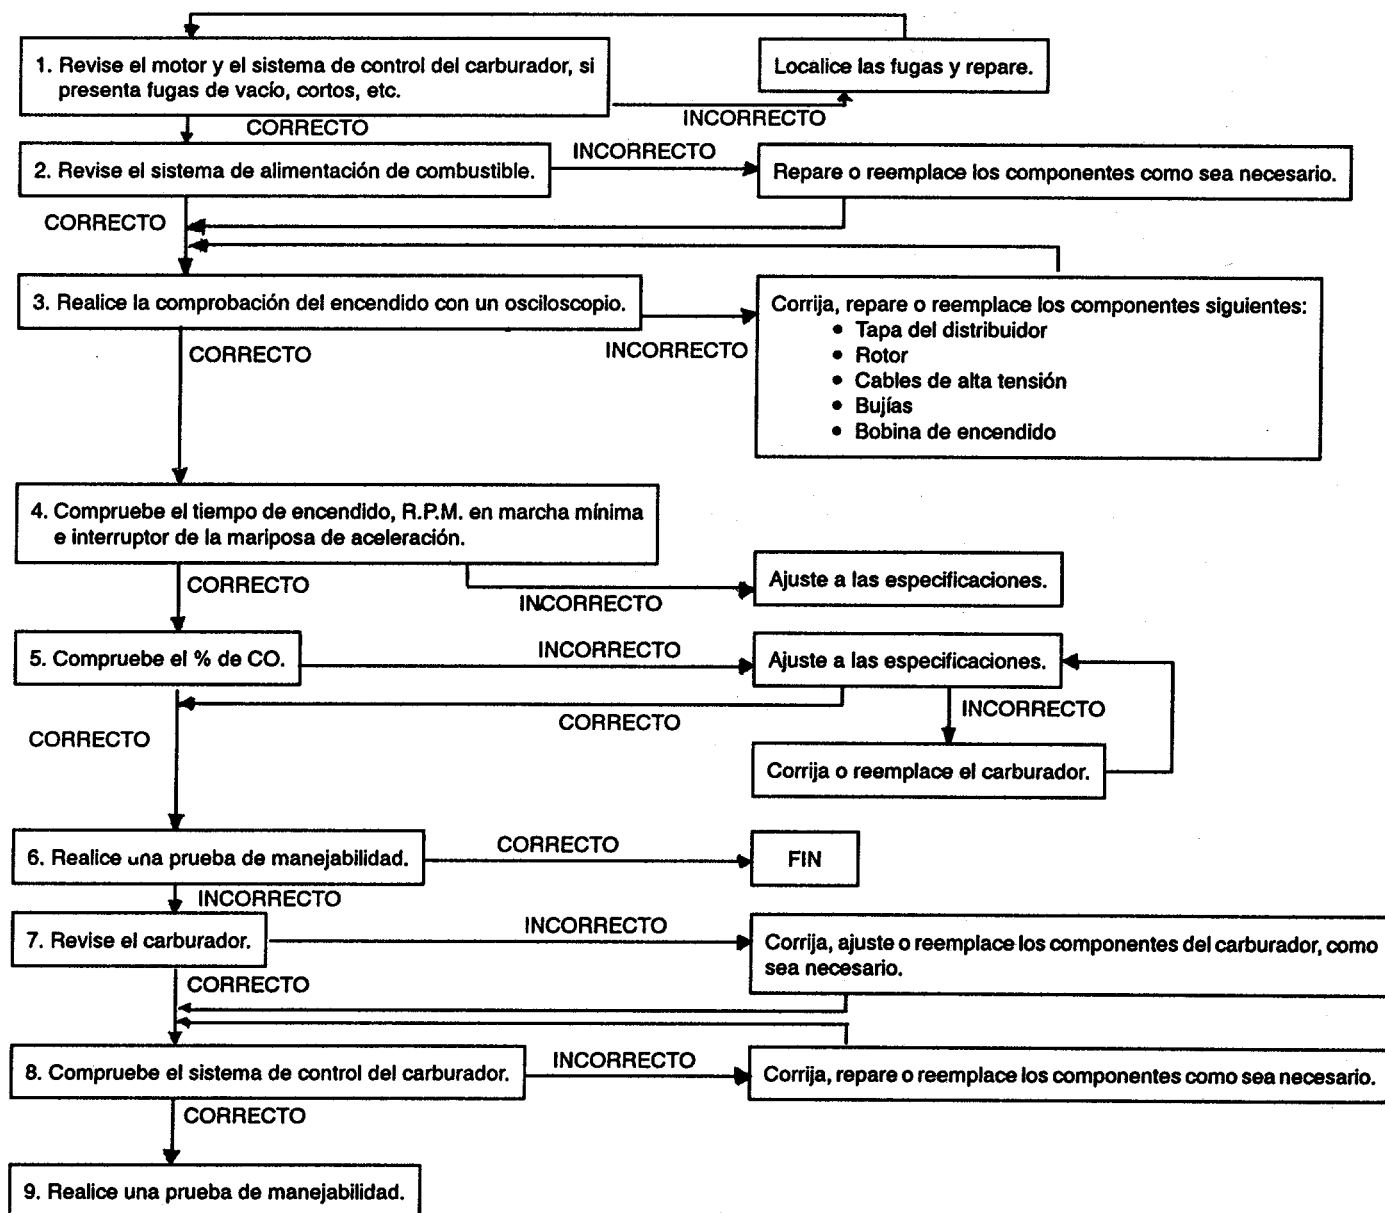 1. Revise el motor y el sistema de control del carburador, si
presenta fugas de vacío, cortos, etc.
Localice las fugas y repare.
INCORRECTO
CORRECTO
2. Revise el sistema de alimentación de combustible.
INCORRECTO
Repare o reemplace los componentes como sea necesario.
CORRECTO
3. Realice la comprobación del encendido con un osciloscopio.
CORRECTO
INCORRECTO
Corrija, repare o reemplace los componentes siguientes:
• Tapa del distribuidor
• Rotor
• Cables de alta tensión
• Bujías
• Bobina de encendido
4. Compruebe el tiempo de encendido, R.P.M. en marcha mínima
e interruptor de la mariposa de aceleración.
CORRECTO
INCORRECTO
Ajuste a las especificaciones.
5. Compruebe el % de CO.
INCORRECTO
Ajuste a las especificaciones.
CORRECTO
INCORRECTO
CORRECTO
Corrija o reemplace el carburador.
6. Realice una prueba de manejabilidad.
CORRECTO
FIN
INCORRECTO
7. Revise el carburador.
INCORRECTO
Corrija, ajuste o reemplace los componentes del carburador, como
sea necesario.
CORRECTO
8. Compruebe el sistema de control del carburador.
INCORRECTO
Corrija, repare o reemplace los componentes como sea necesario.
CORRECTO
9. Realice una prueba de manejabilidad.